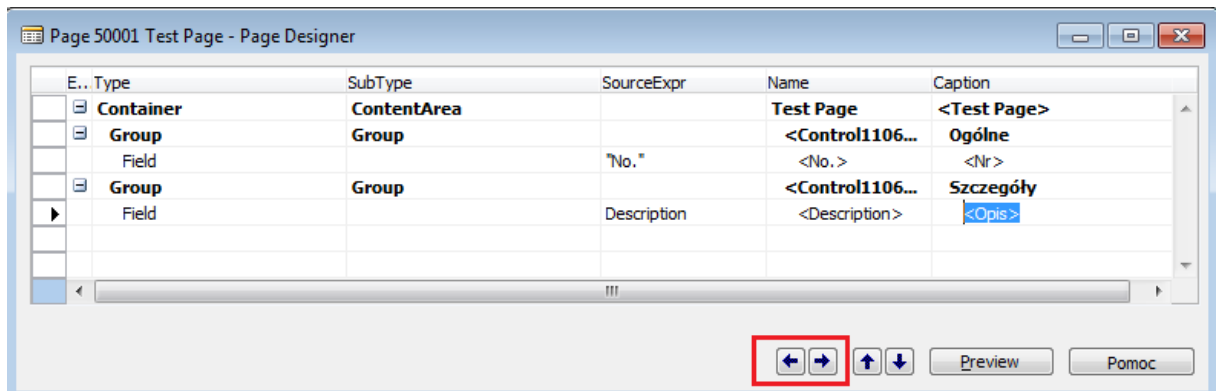 Page 50001 Test Page - Page Designer
E... Type SubType SourceExpr Name Caption
Container ContentArea Test Page <Test Page>
Group Group <Control1106... Ogólne
Field "No." <No.> <Nr>
Group Group <Control1106... Szczegóły
Field Description <Description> <Opis>
Preview Pomoc